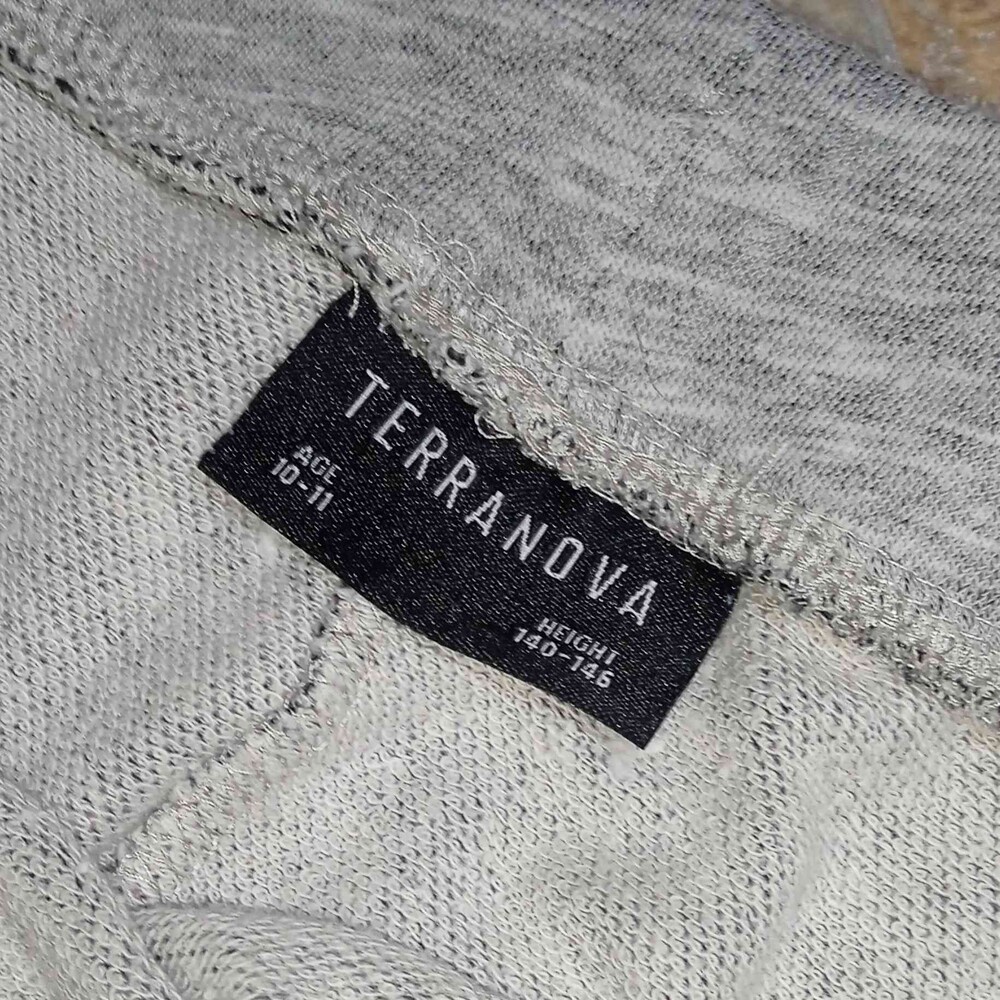 TERRANOVA
AGE
10-11
HEIGHT
140-146